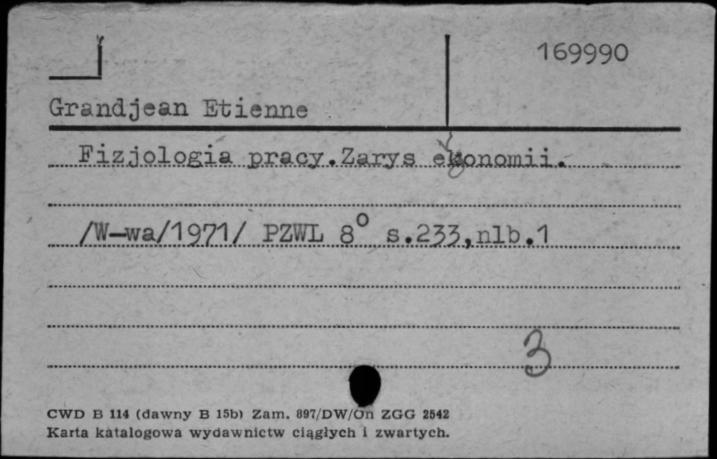 169990
Grandjean Etienne
Fizjologia pracy.Zarys ergonomii.
/W-wa/1971/ PZWL 8° s.233,nlb.1
3
CWD B 114 (dawny B 15b) Zam. 897/DW/On ZGG 2542
Karta katalogowa wydawnictw ciągłych i zwartych.